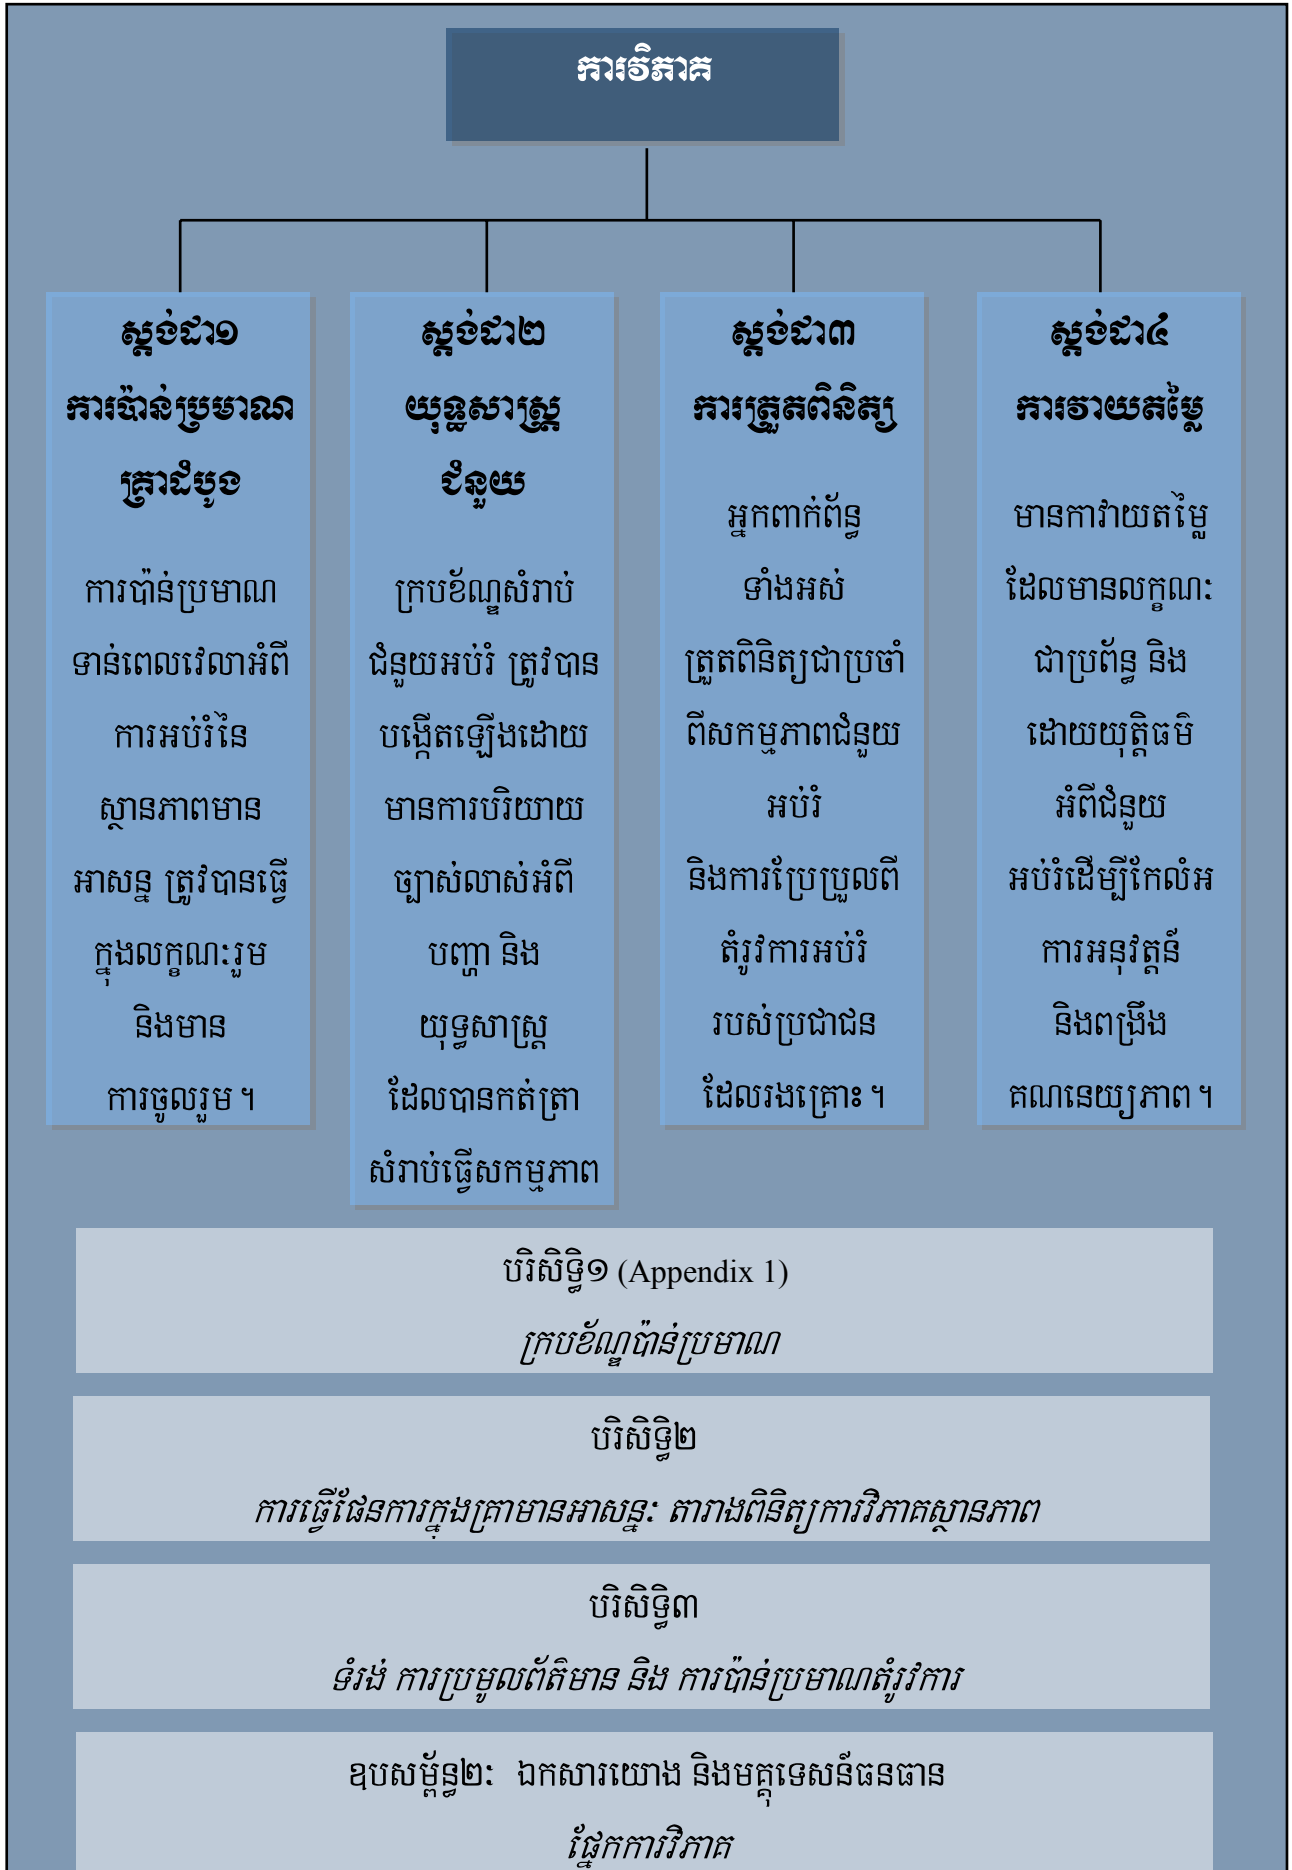 ការវិភាគ
ស្តង់ដា១
ការប៉ាន់ប្រមាណ
គ្រាដំបូង
ការប៉ាន់ប្រមាណ
ទាន់ពេលវេលាអំពី
ការអប់រំនៃ
ស្ថានភាពមាន
អាសន្ន ត្រូវបានធ្វើ
ក្នុងលក្ខណៈរួម
និងមាន
ការចូលរួម។
ស្តង់ដា២
យុទ្ធសាស្ត្រ
ជំនួយ
ក្របខ័ណ្ឌសំរាប់
ជំនួយអប់រំ ត្រូវបាន
បង្កើតឡើងដោយ
មានការបរិយាយ
ច្បាស់លាស់អំពី
បញ្ហា និង
យុទ្ធសាស្ត្រ
ដែលបានកត់ត្រា
សំរាប់ធ្វើសកម្មភាព
ស្តង់ដា៣
ការត្រួតពិនិត្យ
អ្នកពាក់ព័ន្ធ
ទាំងអស់
ត្រួតពិនិត្យជាប្រចាំ
ពីសកម្មភាពជំនួយ
អប់រំ
និងការប្រែប្រួលពី
តំរូវការអប់រំ
របស់ប្រជាជន
ដែលរងគ្រោះ។
ស្តង់ដា៤
ការវាយតម្លៃ
មានកាវាយតម្លៃ
ដែលមានលក្ខណៈ
ជាប្រព័ន្ធ និង
ដោយយុត្តិធម៌
អំពីជំនួយ
អប់រំដើម្បីកែលំអ
ការអនុវត្តន៍
និងពង្រឹង
គណនេយ្យភាព។
បរិសិទ្ធិ១ (Appendix 1)
ក្របខ័ណ្ឌប៉ាន់ប្រមាណ
បរិសិទ្ធិ២
ការធ្វើផែនការក្នុងគ្រាមានអាសន្នៈ តារាងពិនិត្យការវិភាគស្ថានភាព
បរិសិទ្ធិ៣
ទំរង់ ការប្រមូលព័ត៌មាន និង ការប៉ាន់ប្រមាណតំរូវការ
ឧបសម្ព័ន្ធ២ៈ ឯកសារយោង និងមគ្គុទេសន៍ធនធាន
ផ្នែកការវិភាគ